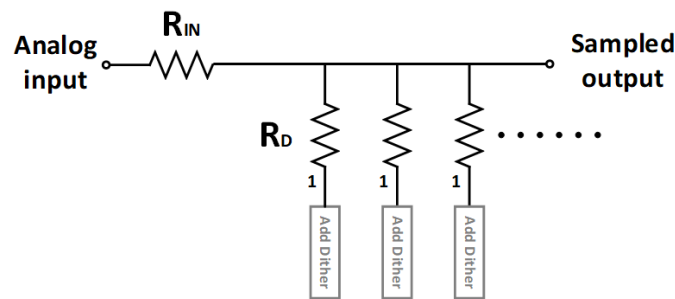 Analog
input
RIN
Sampled
output
RD
1
1
1
Add Dither
Add Dither
Add Dither